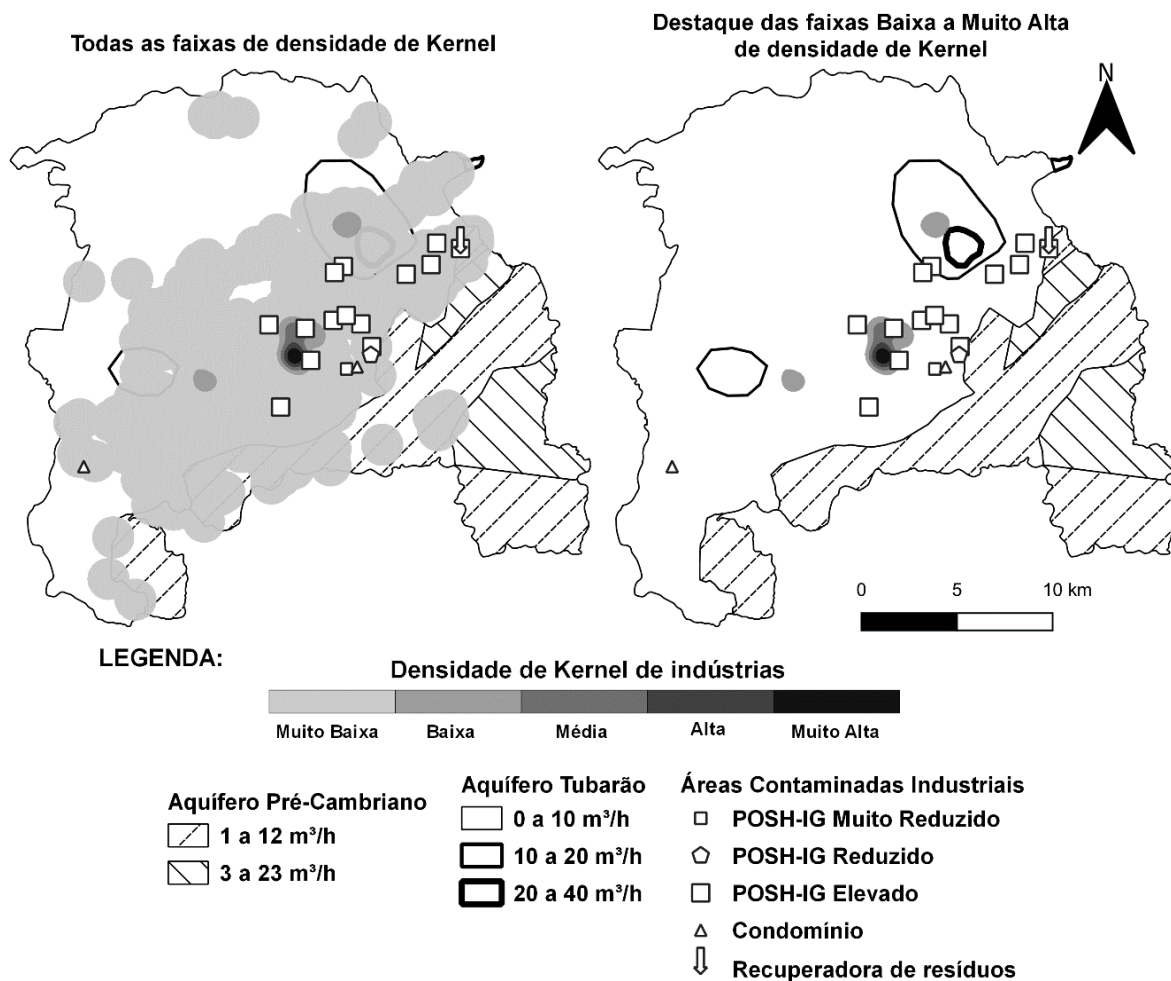 Todas as faixas de densidade de Kernel
Destaque das faixas Baixa a Muito Alta
de densidade de Kernel
N
0 5 10 km
LEGENDA:
Densidade de Kernel de indústrias
Muito Baixa Baixa Média Alta Muito Alta
Aquífero Pré-Cambriano
1 a 12 m³/h
3 a 23 m³/h
Aquífero Tubarão
0 a 10 m³/h
10 a 20 m³/h
20 a 40 m³/h
Áreas Contaminadas Industriais
POSH-IG Muito Reduzido
POSH-IG Reduzido
POSH-IG Elevado
Condomínio
Recuperadora de resíduos